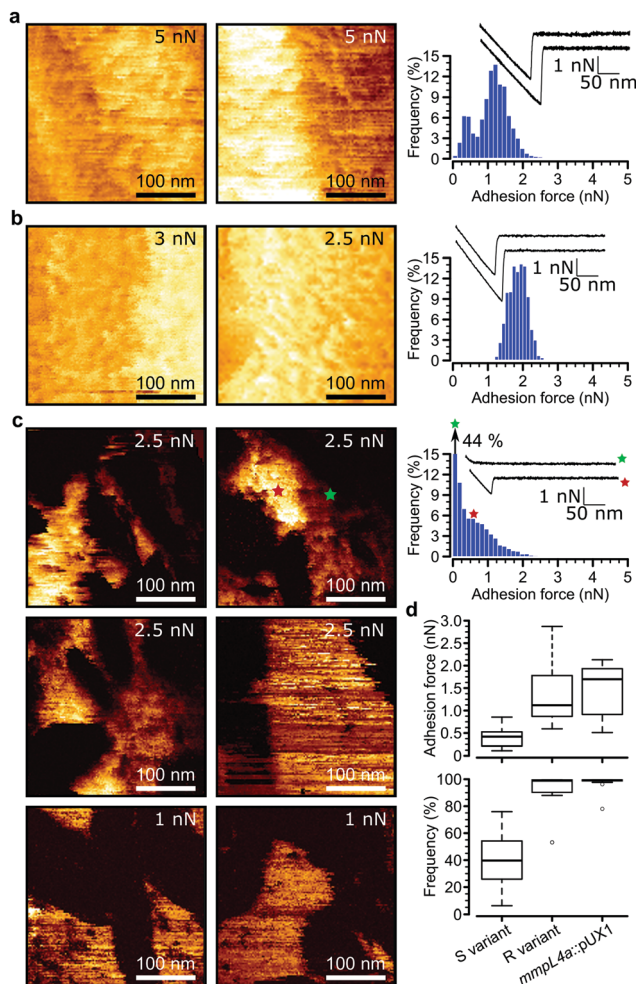 a
5 nN
100 nm
5 nN
100 nm
Frequency (%)
15
12
9
6
3
0
1 nN
50 nm
0 1 2 3 4 5
Adhesion force (nN)
b
3 nN
100 nm
2.5 nN
100 nm
Frequency (%)
15
12
9
6
3
0
1 nN
50 nm
0 1 2 3 4 5
Adhesion force (nN)
c
2.5 nN
100 nm
2.5 nN
100 nm
44 %
Frequency (%)
15
12
9
6
3
0
1 nN
50 nm
0 1 2 3 4 5
Adhesion force (nN)
2.5 nN
100 nm
2.5 nN
100 nm
1 nN
100 nm
1 nN
100 nm
d
Adhesion force (nN)
3.0
2.5
2.0
1.5
1.0
0.5
0
Frequency (%)
100
80
60
40
20
0
S variant
R variant
mmpL4a::pUX1